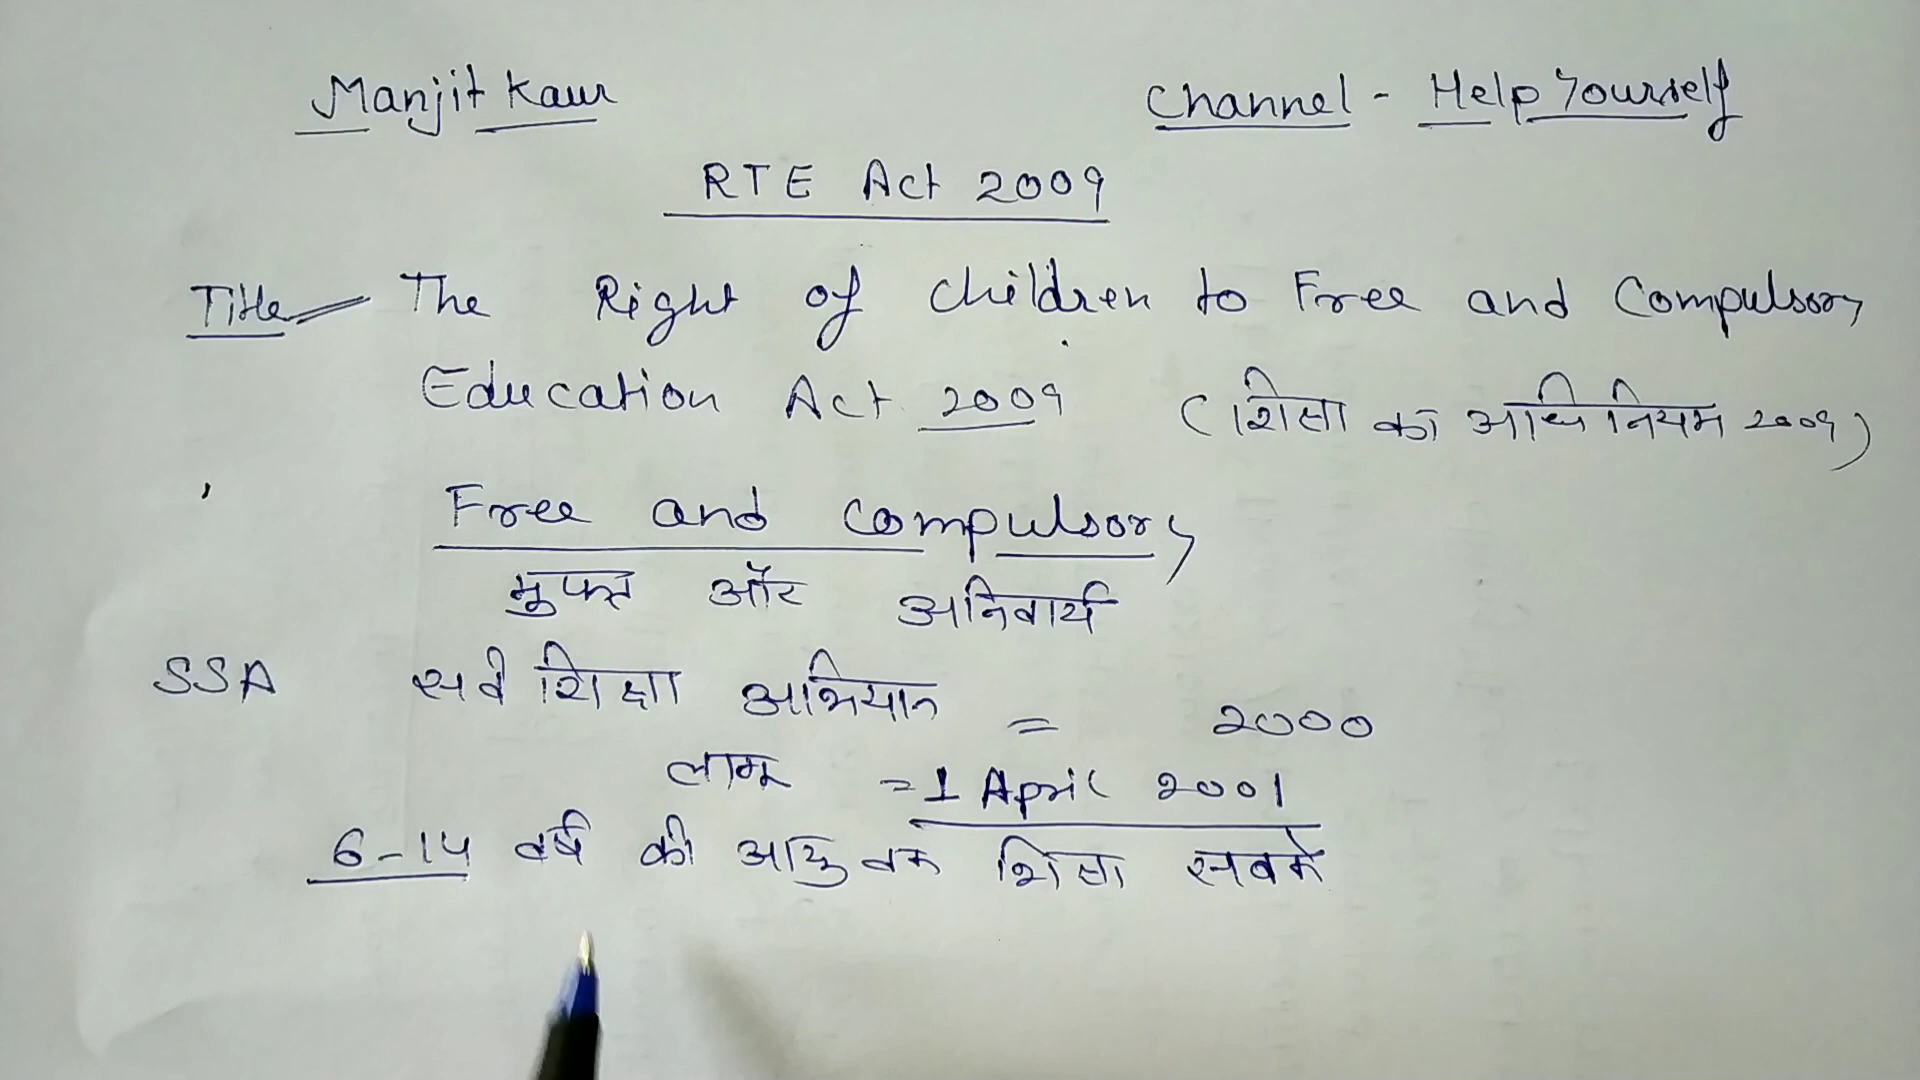 Manjit Kaur
Channel - Help Yourself
RTE Act 2009
Title The Right of Children to Free and Compulsory
Education Act 2009 (शिक्षा का अधिनियम 2009)
Free and Compulsory
मुफ्त और अनिवार्य
SSA सर्व शिक्षा अभियान = 2000
लागू = 1 April 2001
6-14 वर्ष की आयु तक शिक्षा सबको